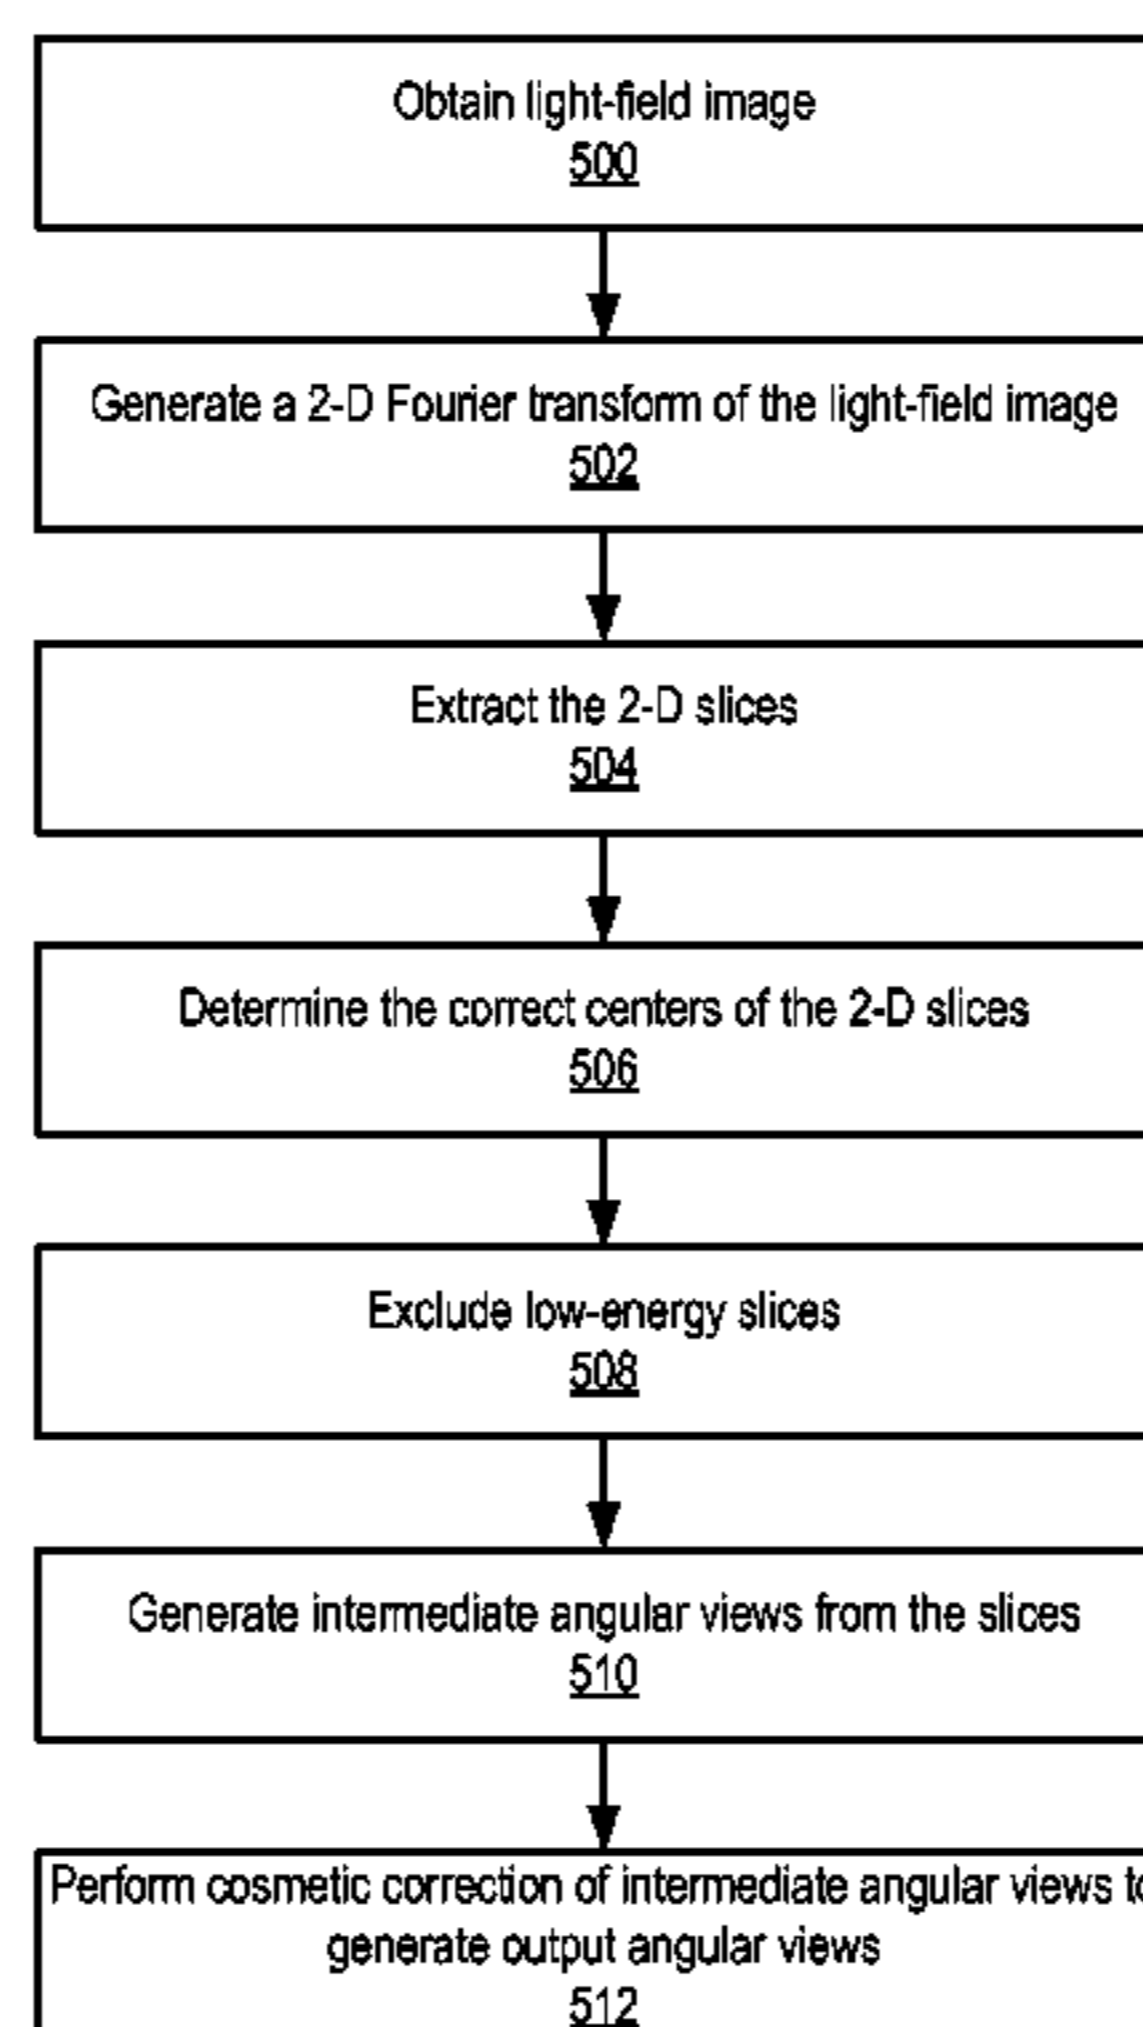 Obtain light-field image
500
Generate a 2-D Fourier transform of the light-field image
502
Extract the 2-D slices
504
Determine the correct centers of the 2-D slices
506
Exclude low-energy slices
508
Generate intermediate angular views from the slices
510
Perform cosmetic correction of intermediate angular views to
generate output angular views
512